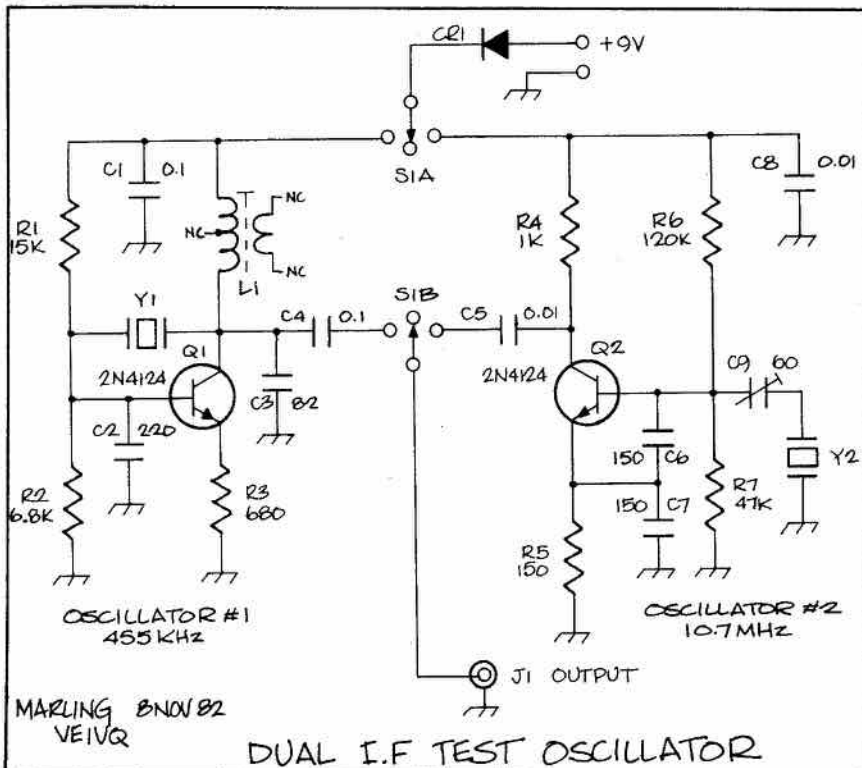 CR1
+9V
S1A
C1 0.1
C8 0.01
R1
15K
NC
NC
NC
L1
R4
1K
R6
120K
Y1
C4 0.1
S1B
C5 0.01
Q1
2N4124
Q2
2N4124
C9 60
C3 82
C2 220
150 C6
Y2
R2
6.8K
R3
680
150 C7
R7
47K
R5
150
OSCILLATOR #1
455 KHz
OSCILLATOR #2
10.7 MHz
J1 OUTPUT
MARLING 8NOV82
VE1VQ
DUAL I.F TEST OSCILLATOR